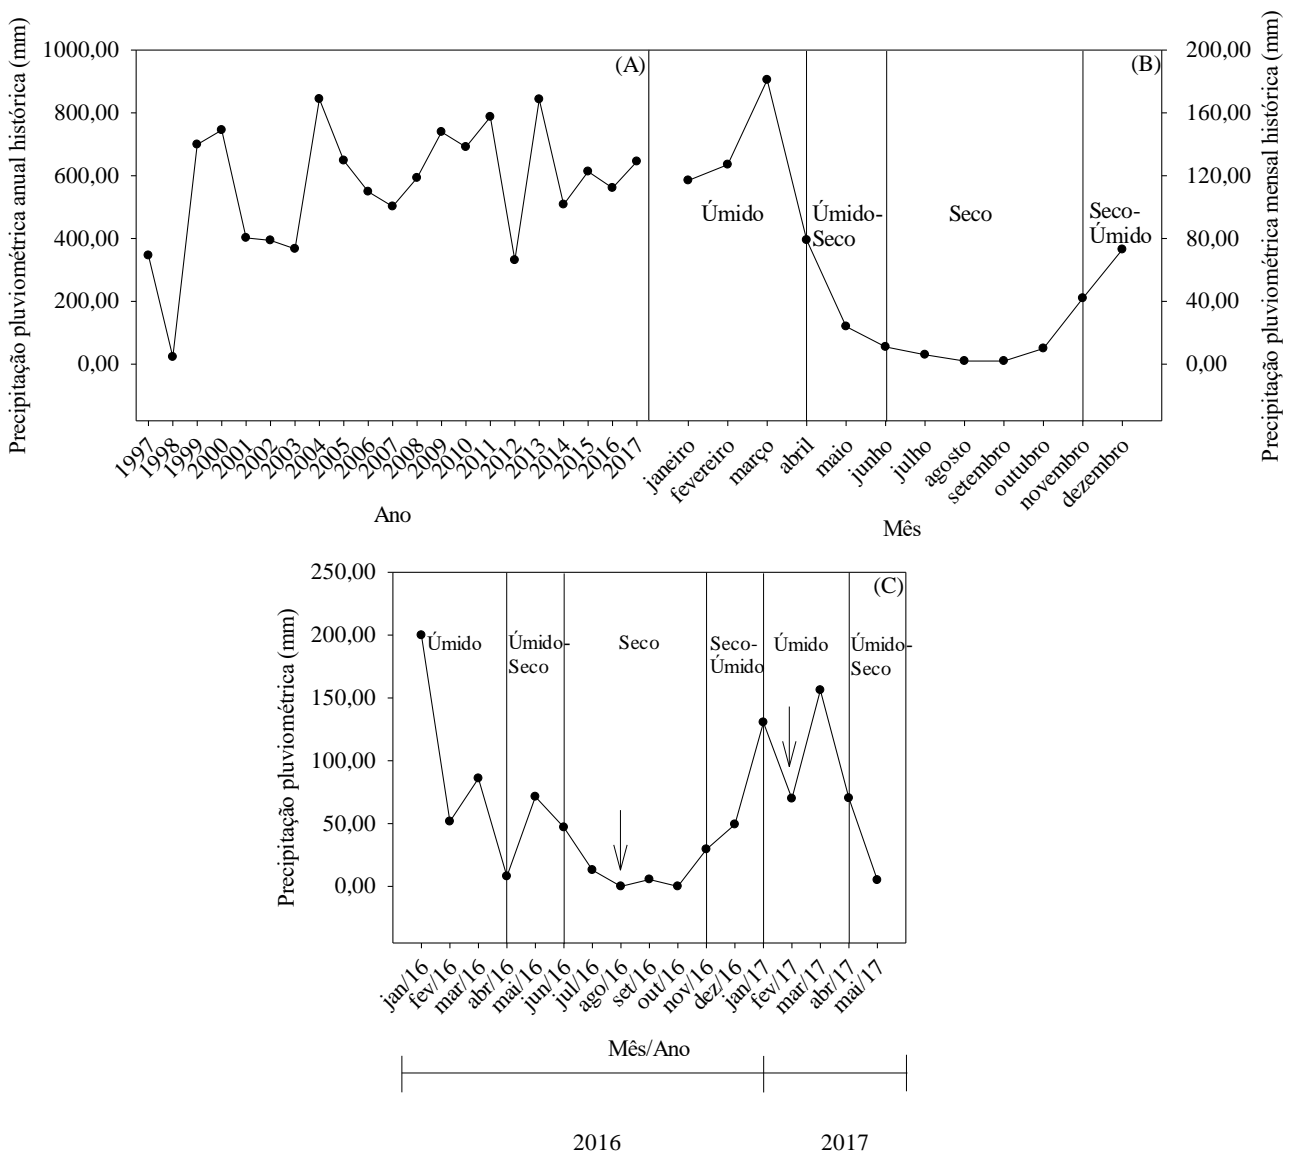 Precipitação pluviométrica anual histórica (mm)
1000,00
800,00
600,00
400,00
200,00
0,00
(A)
1997
1998
1999
2000
2001
2002
2003
2004
2005
2006
2007
2008
2009
2010
2011
2012
2013
2014
2015
2016
2017
Ano
(B)
Úmido
Úmido-
Seco
Seco
Seco-
Úmido
200,00
160,00
120,00
80,00
40,00
0,00
Precipitação pluviométrica mensal histórica (mm)
janeiro
fevereiro
março
abril
maio
junho
julho
agosto
setembro
outubro
novembro
dezembro
Mês
Precipitação pluviométrica (mm)
250,00
200,00
150,00
100,00
50,00
0,00
(C)
Úmido
Úmido-
Seco
Seco
Seco-
Úmido
Úmido
Úmido-
Seco
jan/16
fev/16
mar/16
abr/16
mai/16
jun/16
jul/16
ago/16
set/16
out/16
nov/16
dez/16
jan/17
fev/17
mar/17
abr/17
mai/17
Mês/Ano
2016
2017